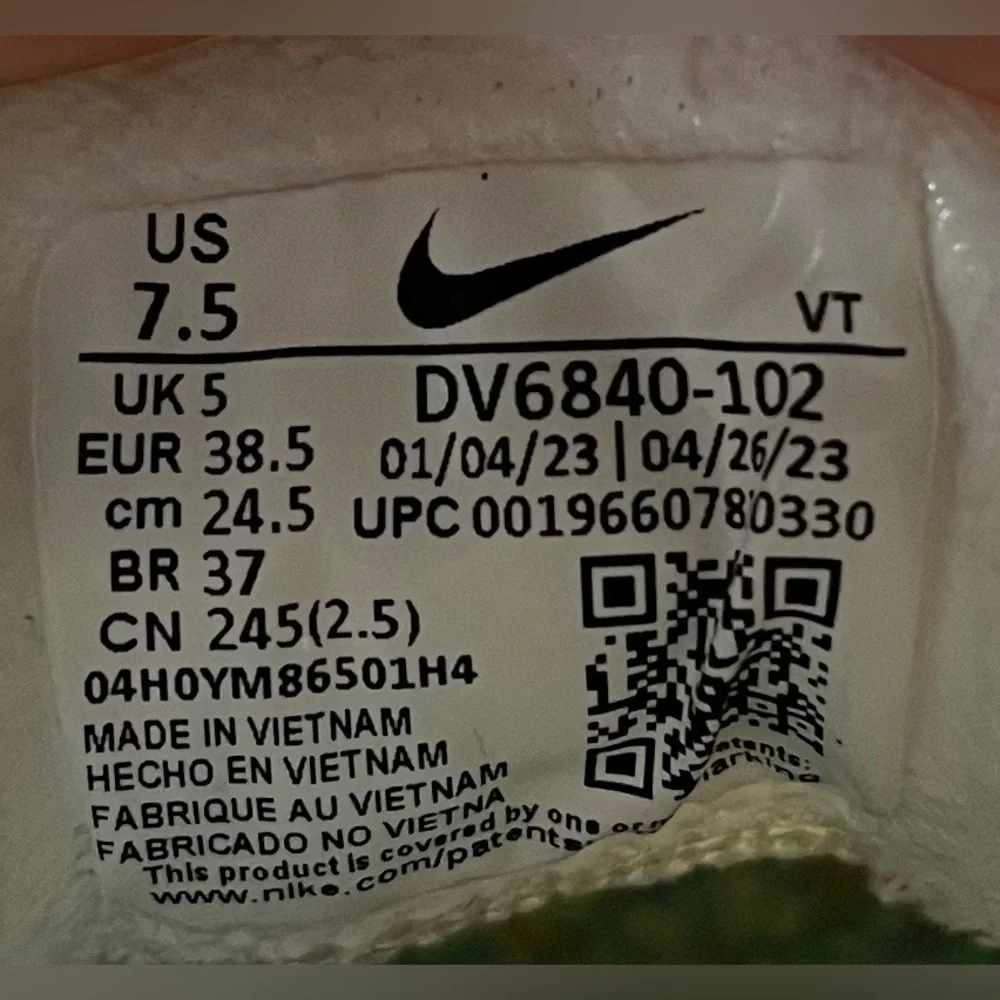 US
7.5
VT
UK 5
DV6840-102
EUR 38.5
01/04/23 | 04/26/23
cm 24.5
UPC 0019660780330
BR 37
CN 245(2.5)
04H0YM86501H4
MADE IN VIETNAM
HECHO EN VIETNAM
FABRIQUE AU VIETNAM
FABRICADO NO VIETNA
This product is covered by one or
www.nike.com/patents